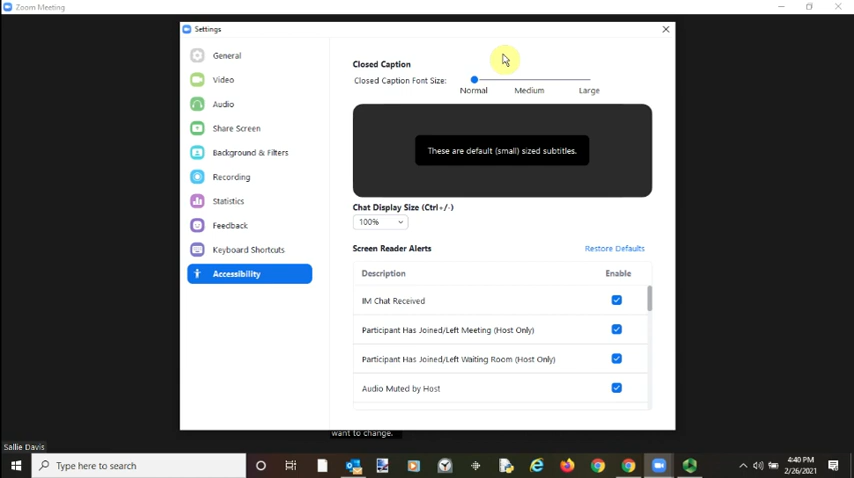 Zoom Meeting
Settings
General
Video
Audio
Share Screen
Background & Filters
Recording
Statistics
Feedback
Keyboard Shortcuts
Accessibility
Closed Caption
Closed Caption Font Size:
Normal Medium Large
These are default (small) sized subtitles.
Chat Display Size (Ctrl+/-)
100%
Screen Reader Alerts Restore Defaults
Description Enable
IM Chat Received
Participant Has Joined/Left Meeting (Host Only)
Participant Has Joined/Left Waiting Room (Host Only)
Audio Muted by Host
want to change.
Sallie Davis
Type here to search
4:40 PM
2/26/2021